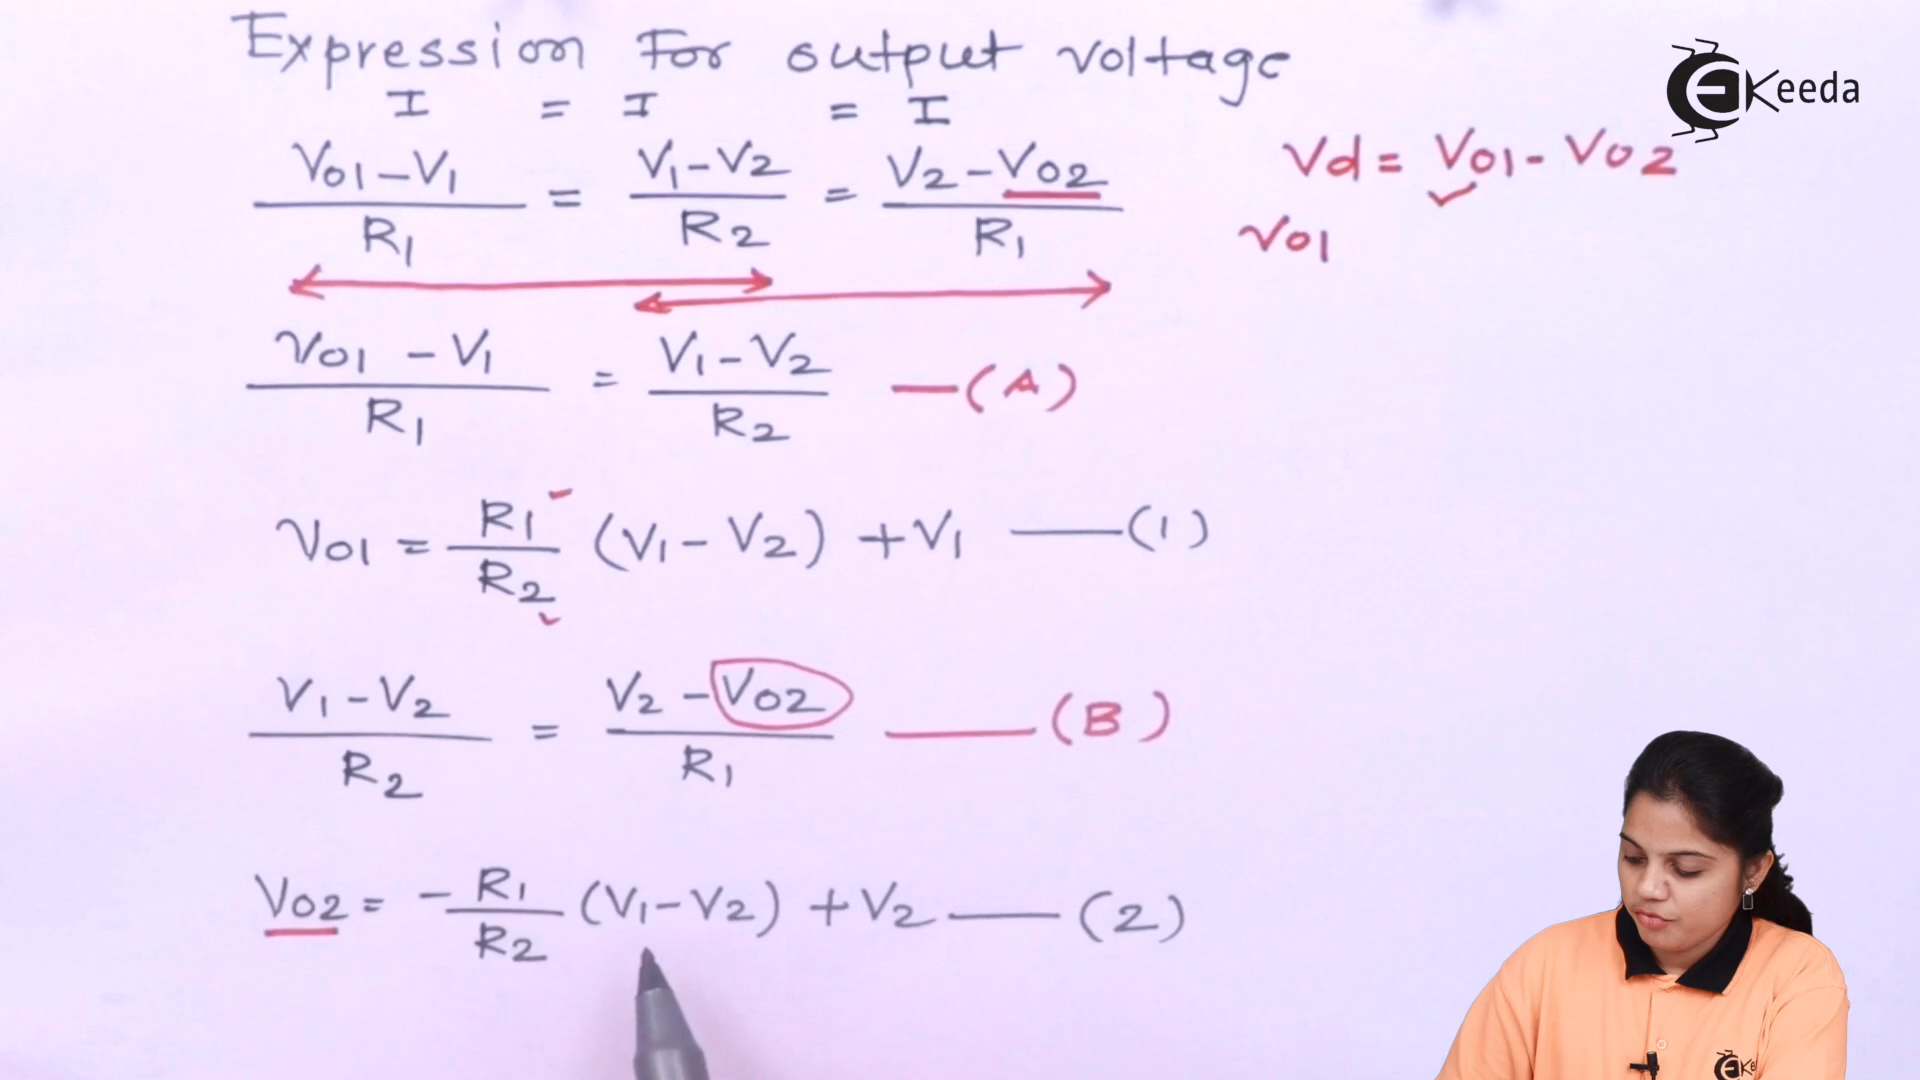 Expression For output voltage
I = I = I
(V01 - V1)/R1 = (V1 - V2)/R2 = (V2 - V02)/R1
Vd = V01 - V02
V01
(V01 - V1)/R1 = (V1 - V2)/R2 —(A)
V01 = R1/R2 (V1 - V2) + V1 —(1)
(V1 - V2)/R2 = (V2 - V02)/R1 —(B)
V02 = - R1/R2 (V1 - V2) + V2 —(2)
EKeeda
EKe